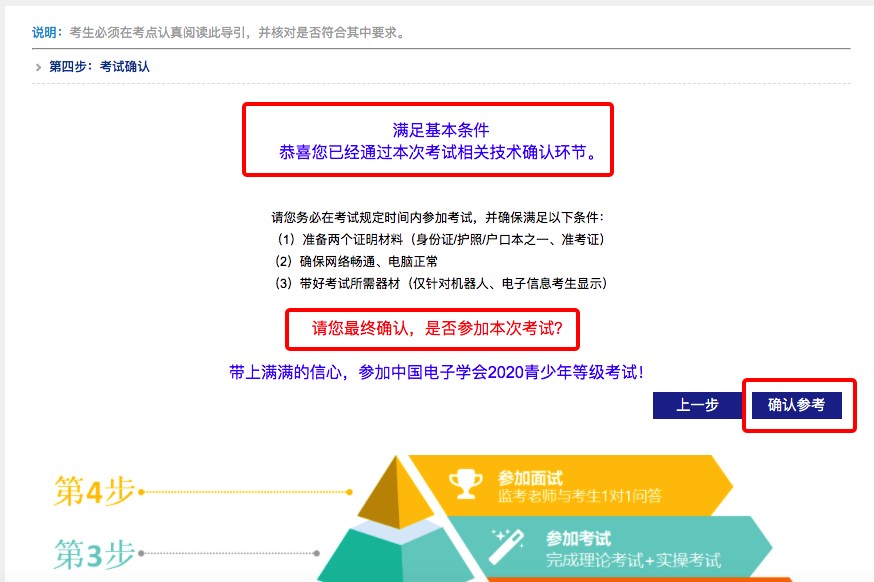 说明：考生必须在考点认真阅读此导引，并核对是否符合其中要求。
第四步：考试确认
满足基本条件
恭喜您已经通过本次考试相关技术确认环节。
请您务必在考试规定时间内参加考试，并确保满足以下条件：
（1）准备两个证明材料（身份证/护照/户口本之一、准考证）
（2）确保网络畅通、电脑正常
（3）带好考试所需器材（仅针对机器人、电子信息考生显示）
请您最终确认，是否参加本次考试？
带上满满的信心，参加中国电子学会2020青少年等级考试！
上一步
确认参考
第4步
参加面试
监考老师与考生1对1问答
第3步
参加考试
完成理论考试+实操考试